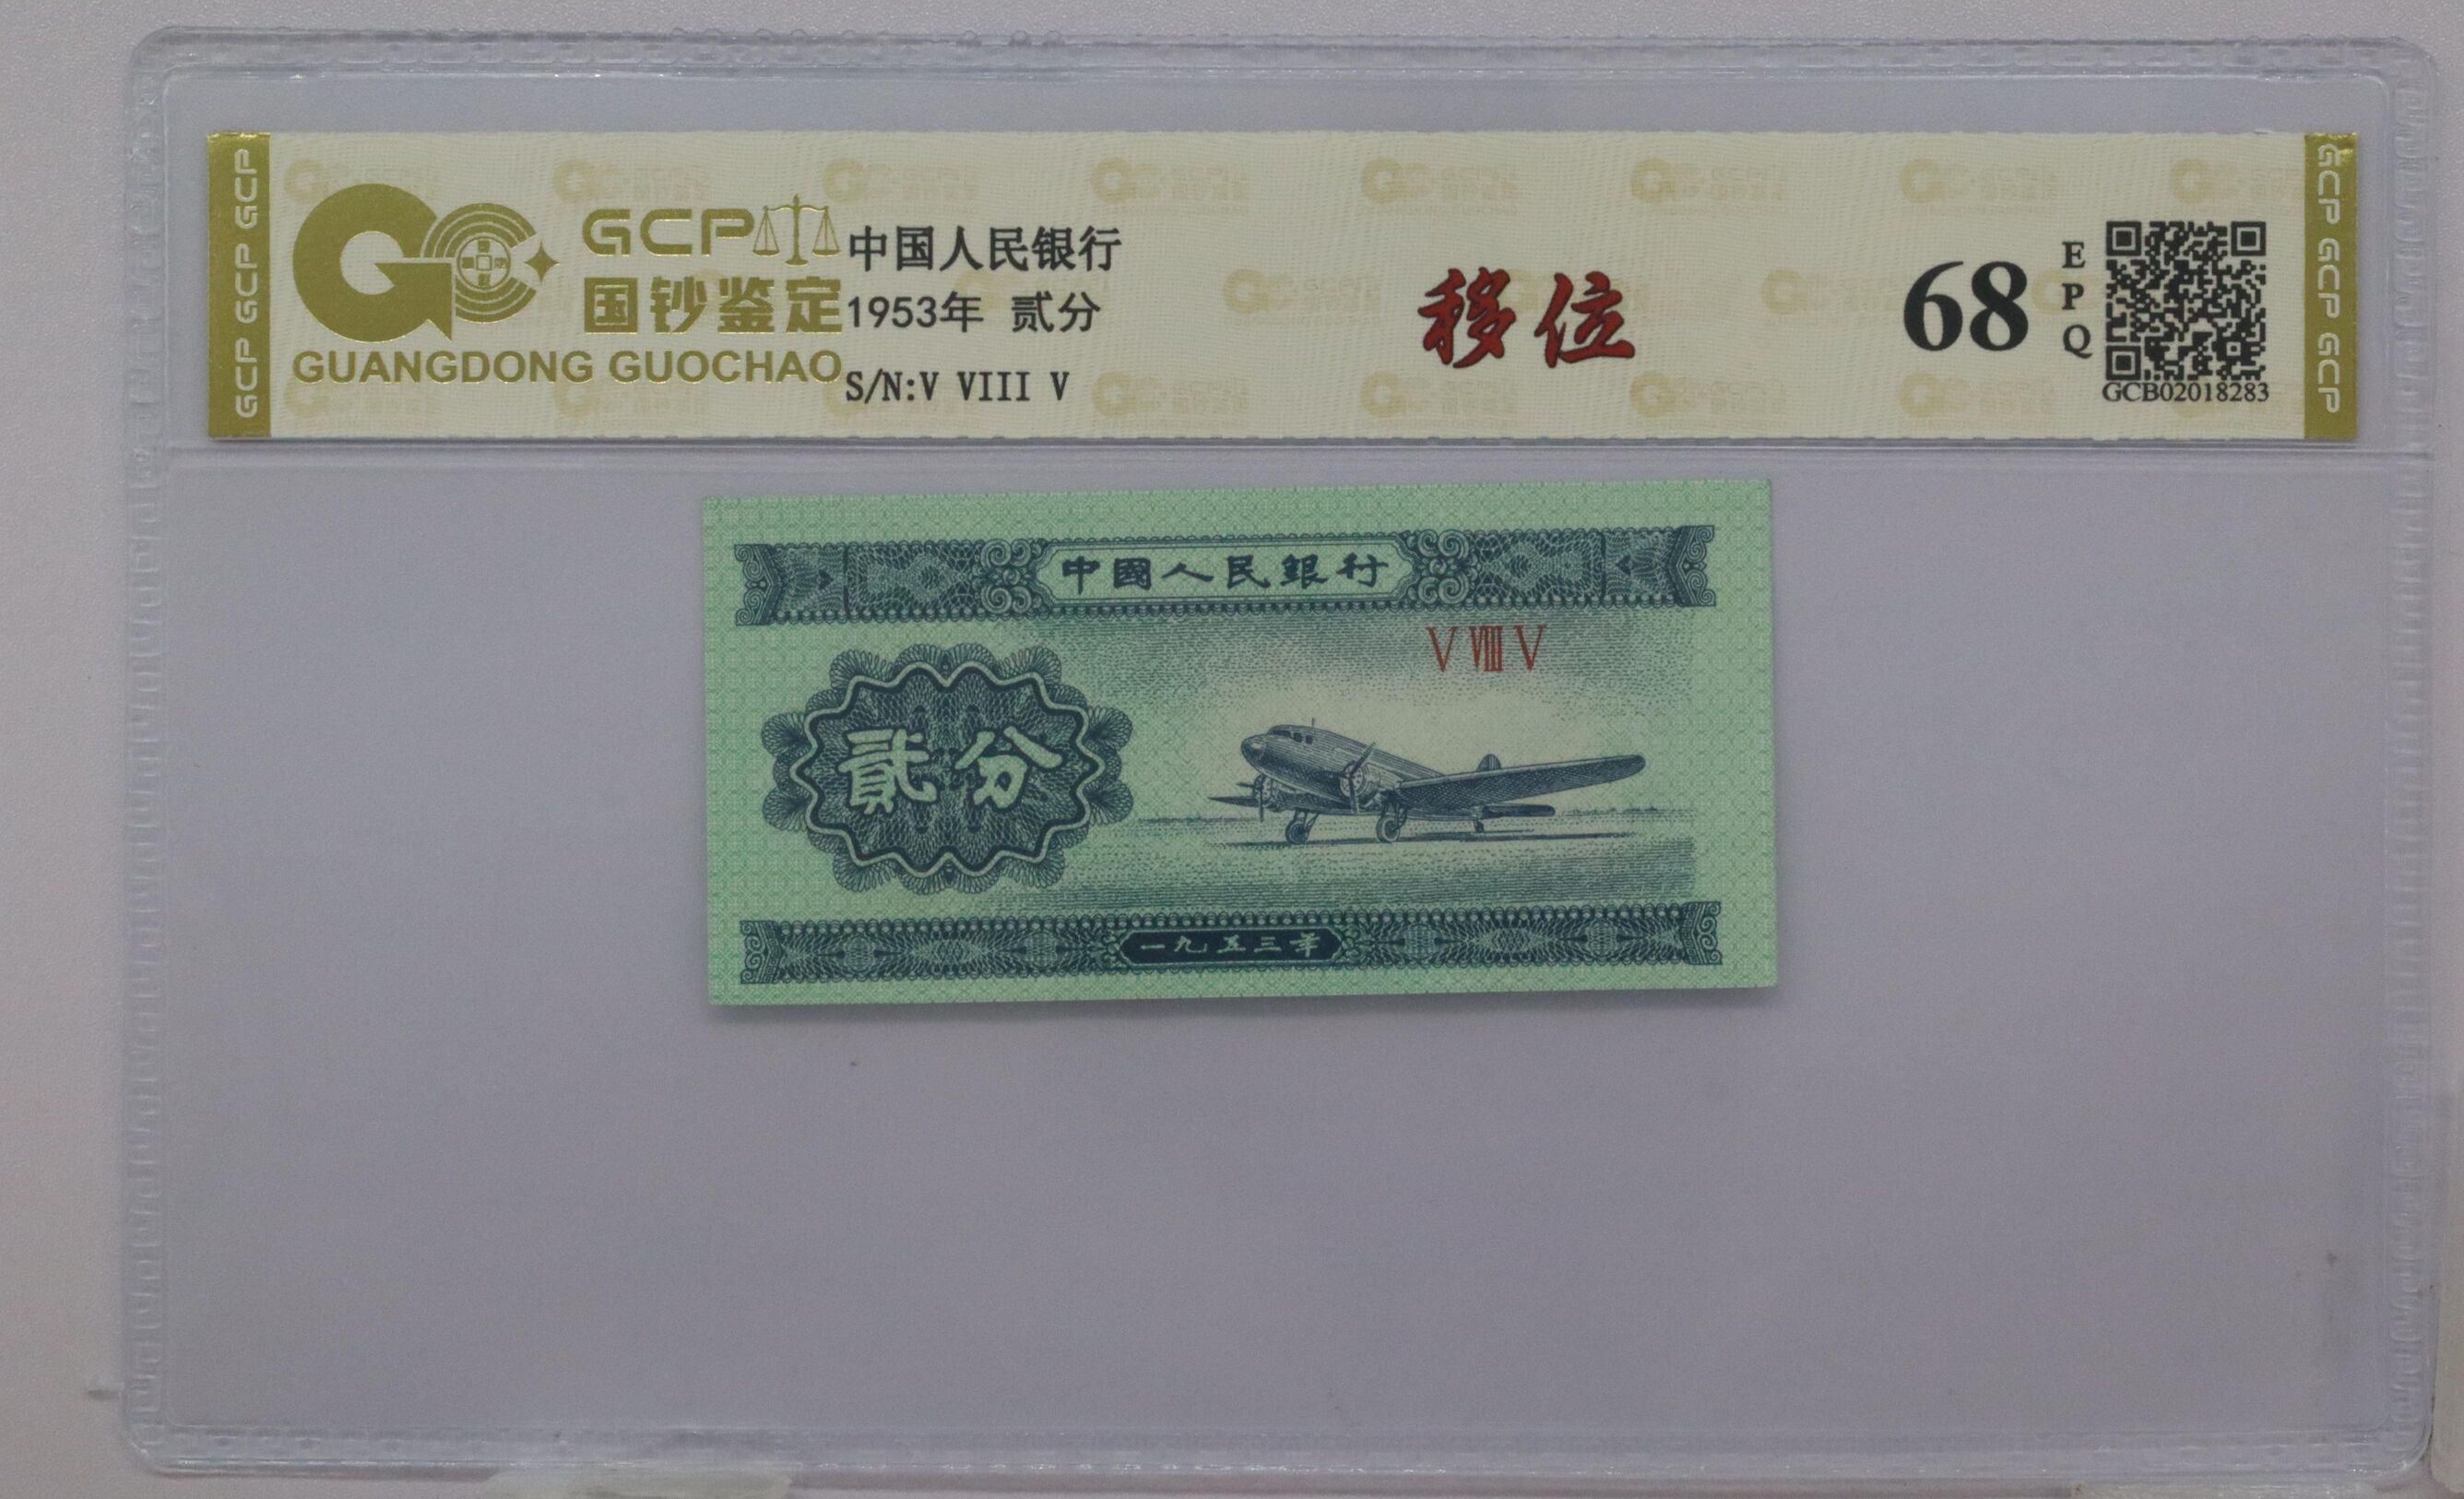 GCP GCP GCP
GCP
国钞鉴定
GUANGDONG GUOCHAO
中国人民银行
1953年 贰分
S/N:V VIII V
移位
68
E
P
Q
GCB02018283
GCP GCP GCP
中國人民銀行
V VIII V
貳分
一九五三年